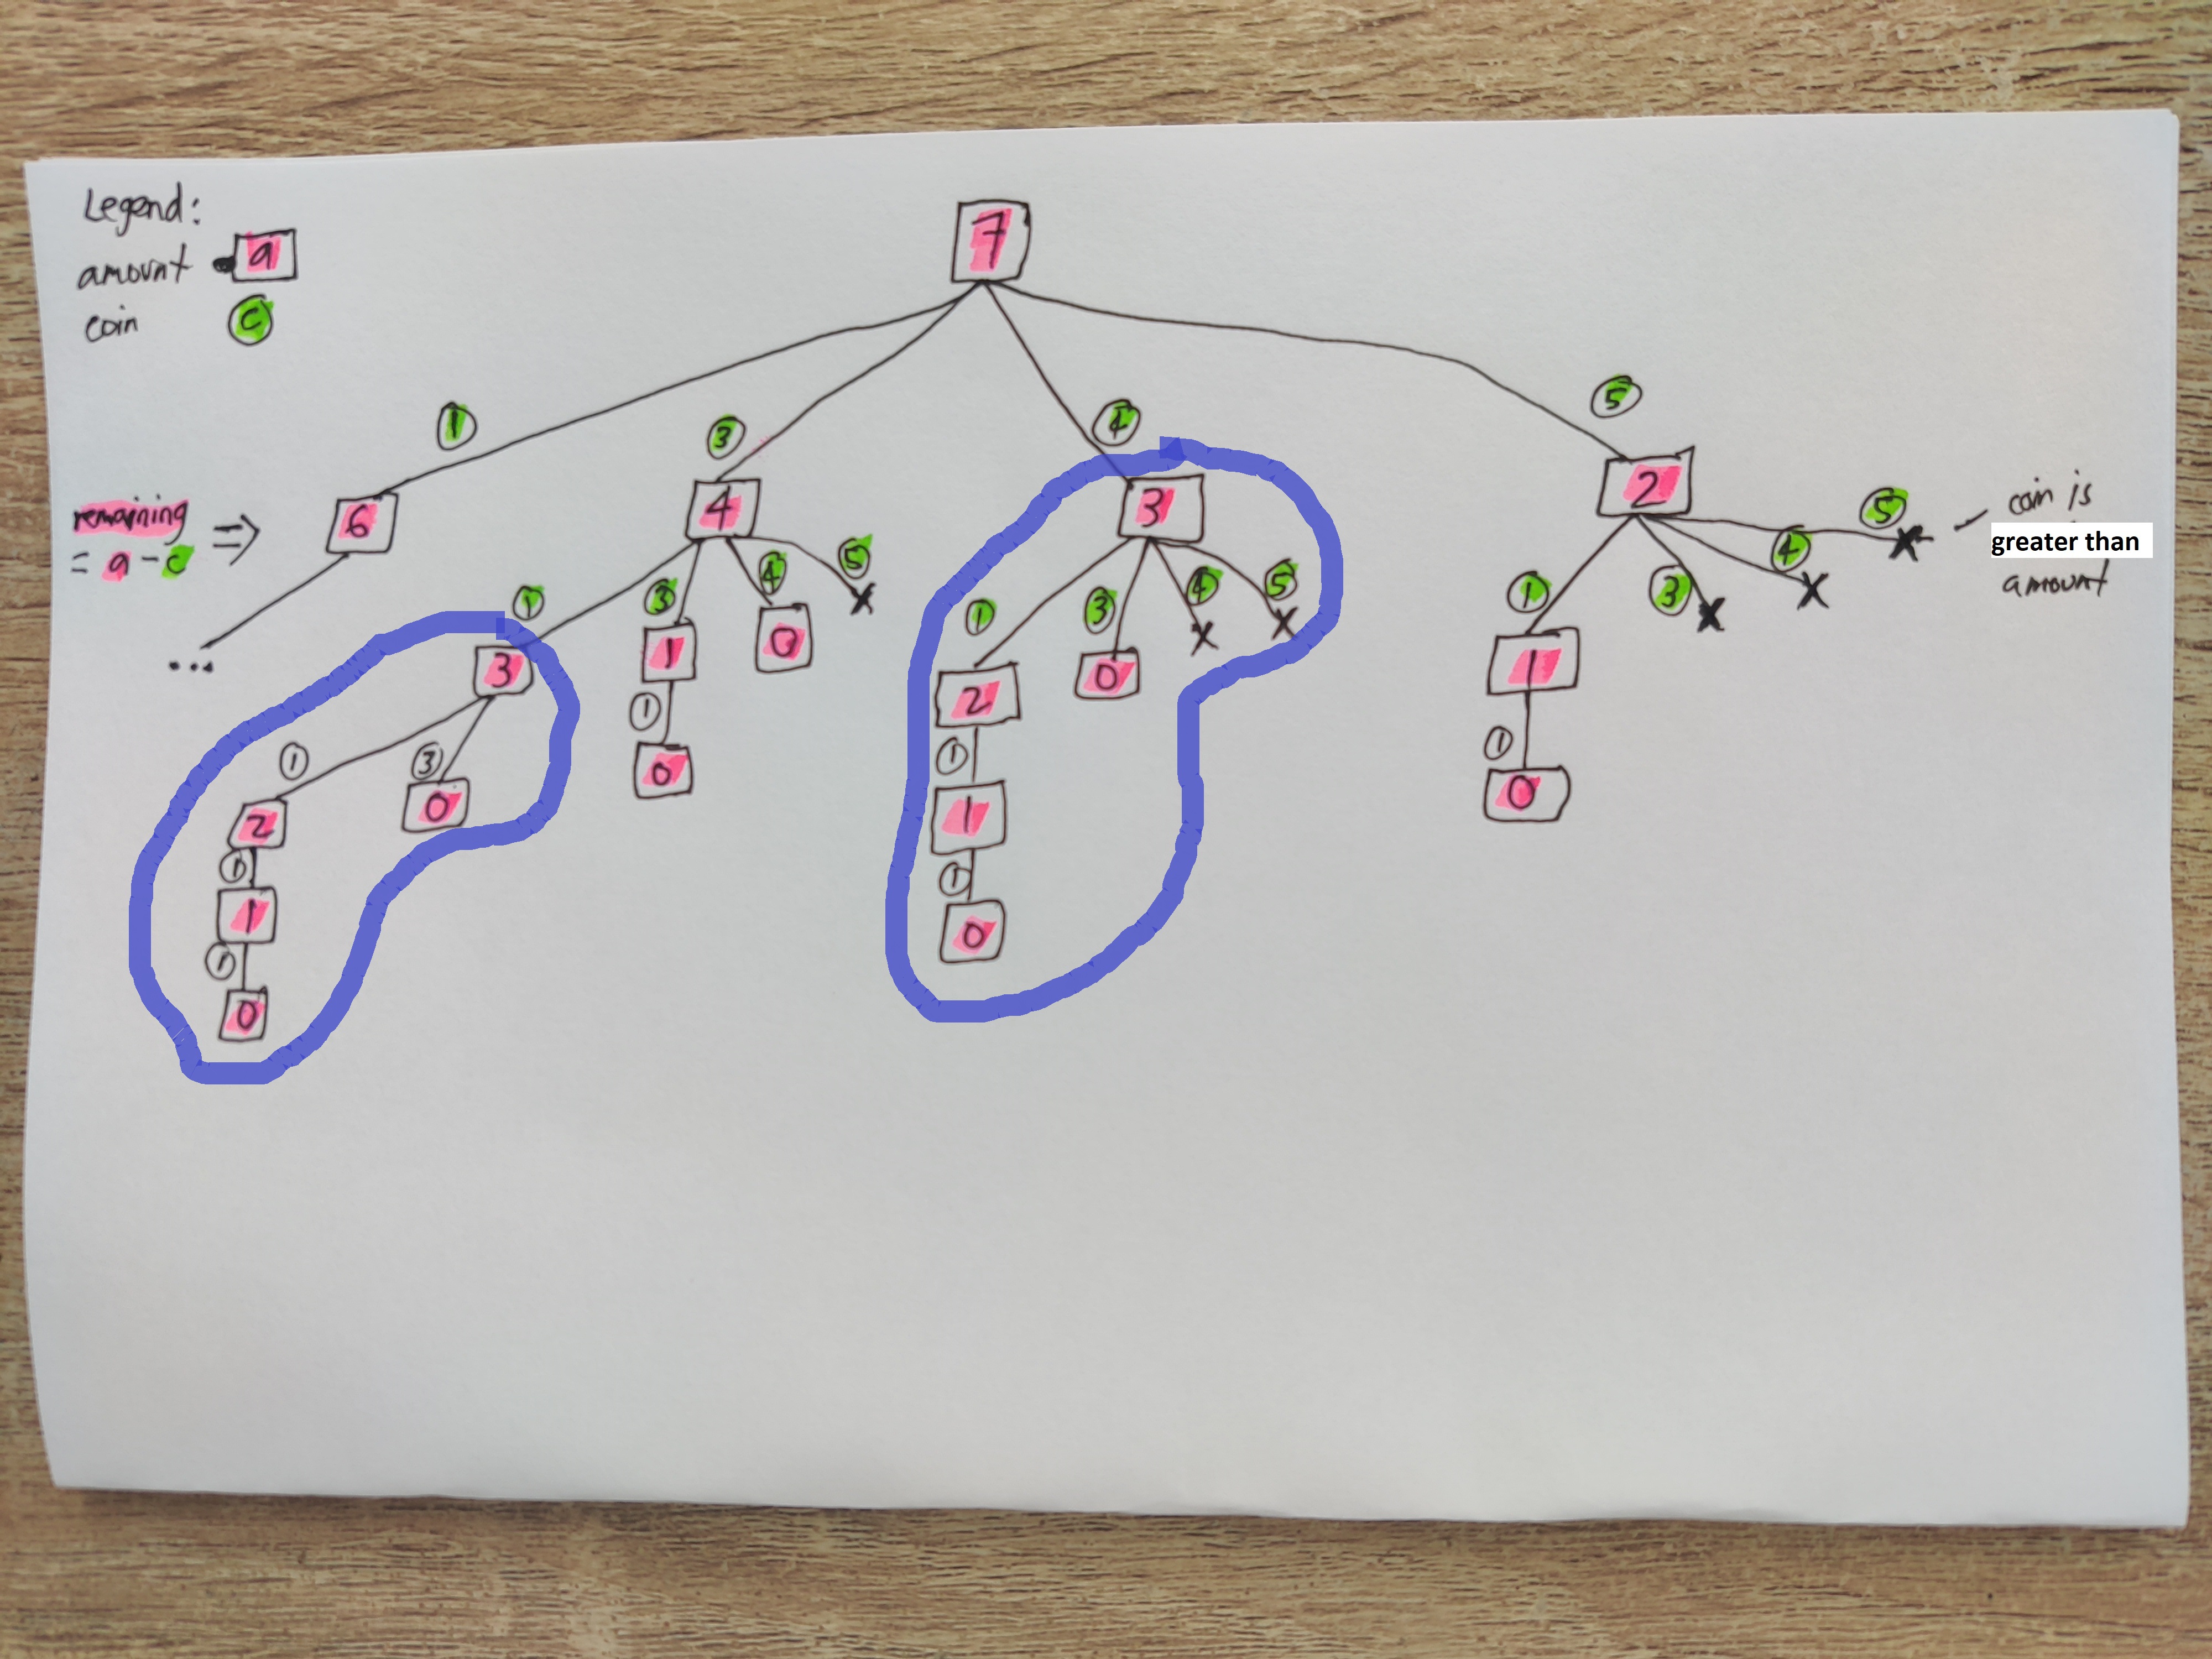 Legend:
amount a
coin c
7
1 3 4 5
remaining
= a - c
=>
6 4 3 2
coin is
greater than
amount
...
1 3 4 5
1 3 4 5
1 3 4 5
3 1 0
2 0
1
x
x x
x x x
1 3
1
1
1
2 0
0
1
0
1
1
1
0
1
0